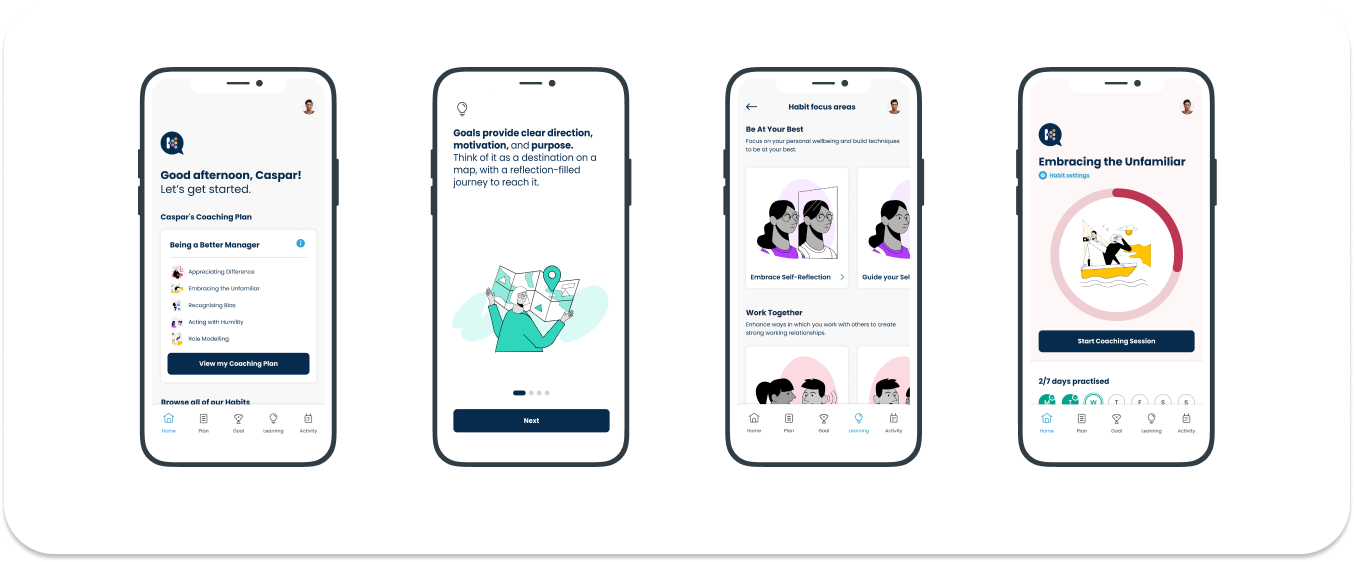 Good afternoon, Caspar!
Let's get started.
Caspar's Coaching Plan
Being a Better Manager
Appreciating Difference
Embracing the Unfamiliar
Recognising Bias
Acting with Humility
Role Modelling
View my Coaching Plan
Browse all of our Habits
Home Plan Goal Learning Activity
Goals provide clear direction,
motivation, and purpose.
Think of it as a destination on a
map, with a reflection-filled
journey to reach it.
Next
Habit focus areas
Be At Your Best
Focus on your personal wellbeing and build techniques
to be at your best.
Embrace Self-Reflection
Guide your Sel
Work Together
Enhance ways in which you work with others to create
strong working relationships.
Home Plan Goal Learning Activity
Embracing the Unfamiliar
Habit settings
Start Coaching Session
2/7 days practised
M T W T F S S
Home Plan Goal Learning Activity